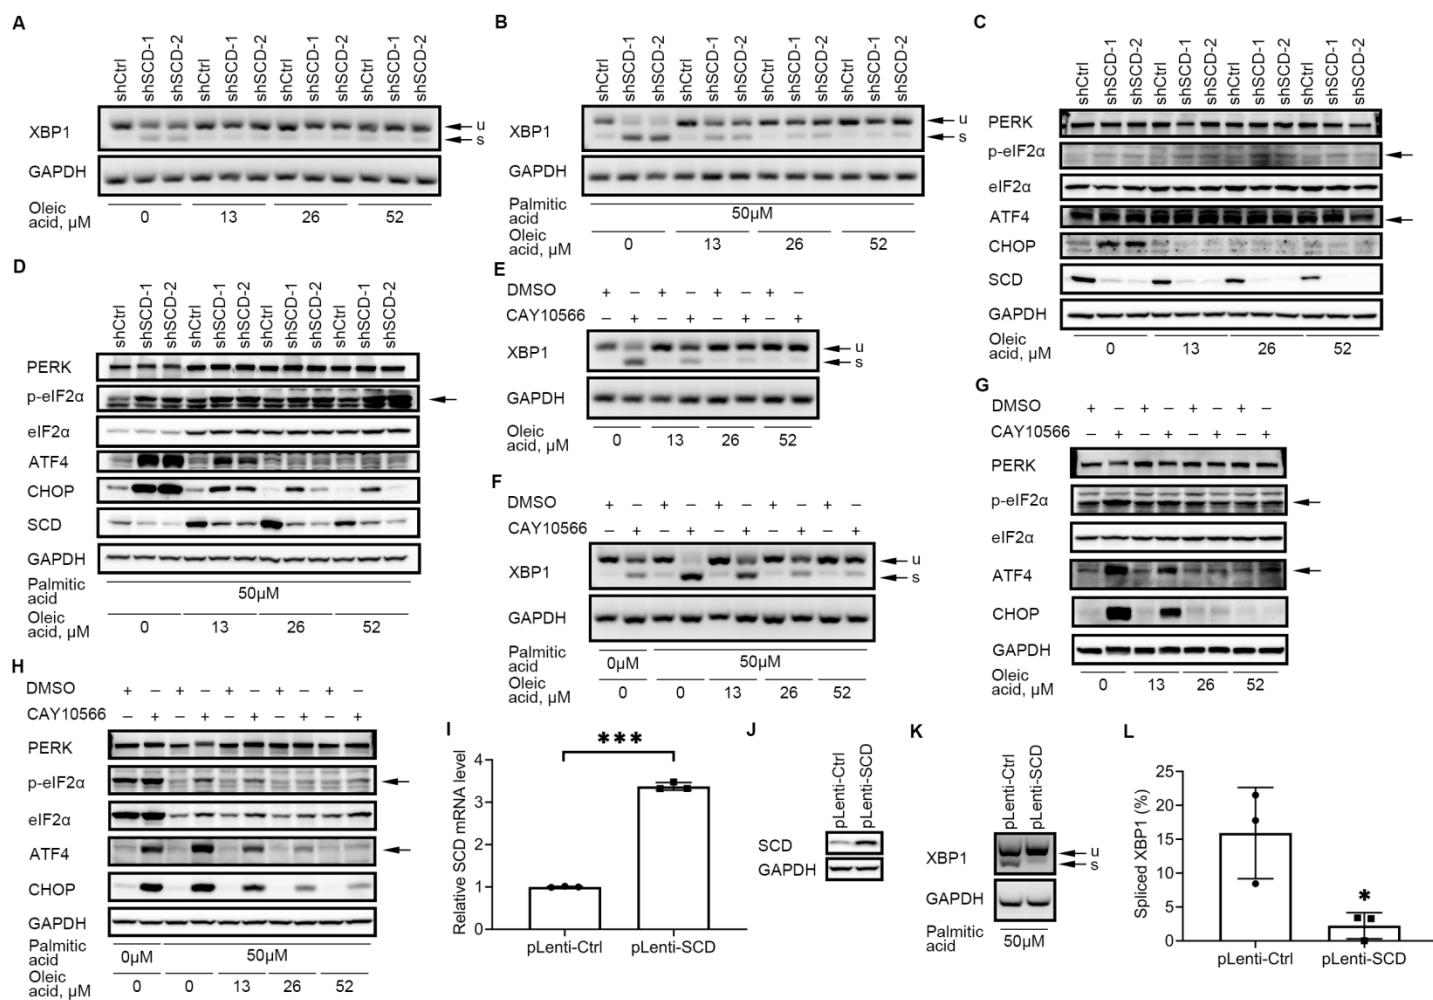 A
shCtrl shSCD-1 shSCD-2 shCtrl shSCD-1 shSCD-2 shCtrl shSCD-1 shSCD-2 shCtrl shSCD-1 shSCD-2
XBP1 u
s
GAPDH
Oleic
acid, µM 0 13 26 52
B
shCtrl shSCD-1 shSCD-2 shCtrl shSCD-1 shSCD-2 shCtrl shSCD-1 shSCD-2 shCtrl shSCD-1 shSCD-2
XBP1 u
s
GAPDH
Palmitic
acid 50µM
Oleic
acid, µM 0 13 26 52
C
shCtrl shSCD-1 shSCD-2 shCtrl shSCD-1 shSCD-2 shCtrl shSCD-1 shSCD-2 shCtrl shSCD-1 shSCD-2
PERK
p-eIF2α
eIF2α
ATF4
CHOP
SCD
GAPDH
Oleic
acid, µM 0 13 26 52
D
shCtrl shSCD-1 shSCD-2 shCtrl shSCD-1 shSCD-2 shCtrl shSCD-1 shSCD-2 shCtrl shSCD-1 shSCD-2
PERK
p-eIF2α
eIF2α
ATF4
CHOP
SCD
GAPDH
Palmitic
acid 50µM
Oleic
acid, µM 0 13 26 52
E
DMSO + – + – + – + –
CAY10566 – + – + – + – +
XBP1 u
s
GAPDH
Oleic
acid, µM 0 13 26 52
F
DMSO + – + – + – + – + –
CAY10566 – + – + – + – + – +
XBP1 u
s
GAPDH
Palmitic
acid 0µM 50µM
Oleic
acid, µM 0 0 13 26 52
G
DMSO + – + – + – + –
CAY10566 – + – + – + – +
PERK
p-eIF2α
eIF2α
ATF4
CHOP
GAPDH
Oleic
acid, µM 0 13 26 52
H
DMSO + – + – + – + – + –
CAY10566 – + – + – + – + – +
PERK
p-eIF2α
eIF2α
ATF4
CHOP
GAPDH
Palmitic
acid 0µM 50µM
Oleic
acid, µM 0 0 13 26 52
I
Relative SCD mRNA level
4
3
2
1
0
***
pLenti-Ctrl pLenti-SCD
J
pLenti-Ctrl pLenti-SCD
SCD
GAPDH
K
pLenti-Ctrl pLenti-SCD
XBP1 u
s
GAPDH
Palmitic
acid 50µM
L
Spliced XBP1 (%)
25
20
15
10
5
0
*
pLenti-Ctrl pLenti-SCD